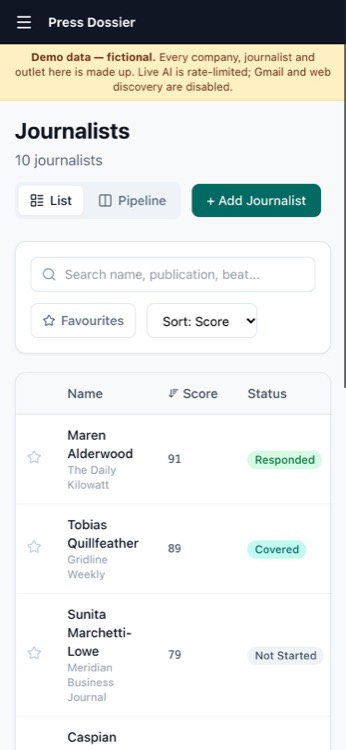 Press Dossier
Demo data — fictional. Every company, journalist and
outlet here is made up. Live AI is rate-limited; Gmail and web
discovery are disabled.
Journalists
10 journalists
List
Pipeline
+ Add Journalist
Search name, publication, beat...
Favourites
Sort: Score
Name
Score
Status
Maren
Alderwood
The Daily
Kilowatt
91
Responded
Tobias
Quillfeather
Gridline
Weekly
89
Covered
Sunita
Marchetti-
Lowe
Meridian
Business
Journal
79
Not Started
Caspian